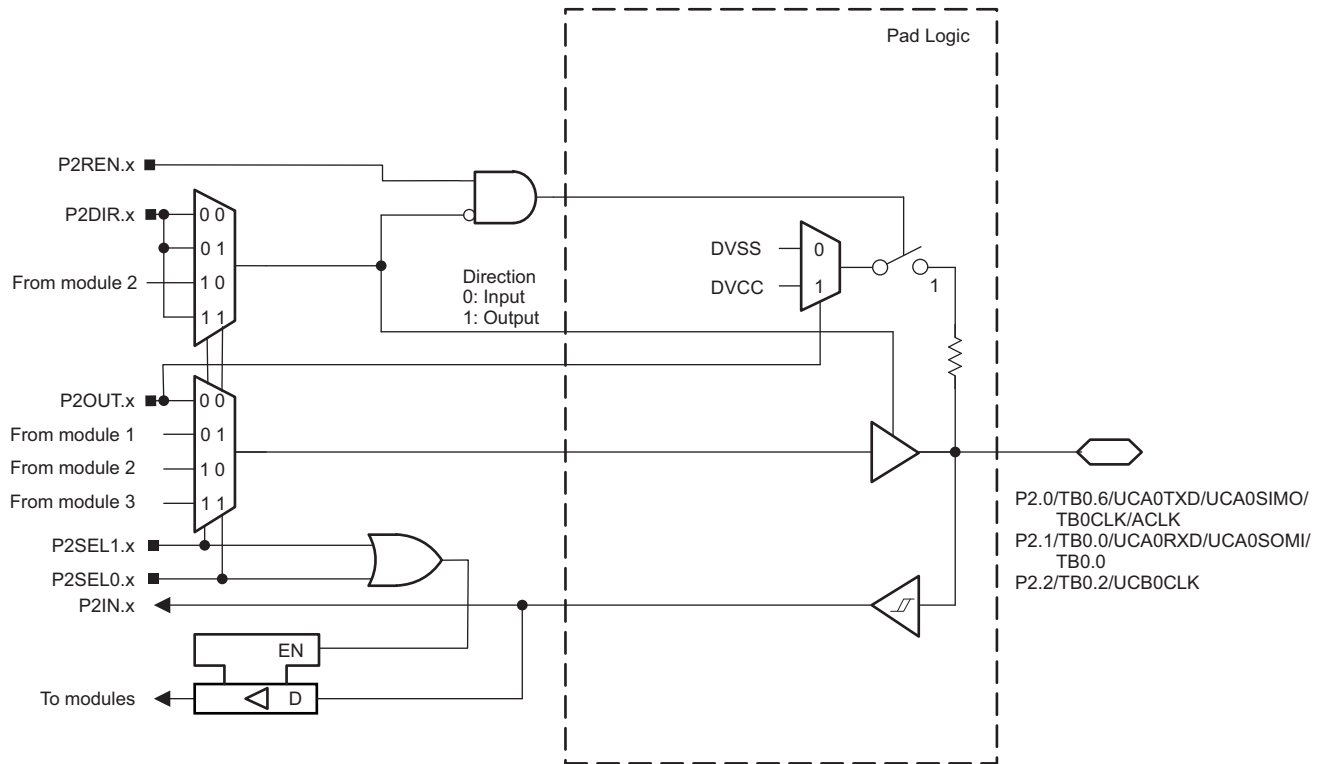 Pad Logic
P2REN.x
P2DIR.x
0 0
0 1
From module 2
1 0
1 1
Direction
0: Input
1: Output
DVSS
0
DVCC
1
1
P2OUT.x
0 0
From module 1
0 1
From module 2
1 0
From module 3
1 1
P2SEL1.x
P2SEL0.x
P2IN.x
EN
To modules
D
P2.0/TB0.6/UCA0TXD/UCA0SIMO/
TB0CLK/ACLK
P2.1/TB0.0/UCA0RXD/UCA0SOMI/
TB0.0
P2.2/TB0.2/UCB0CLK